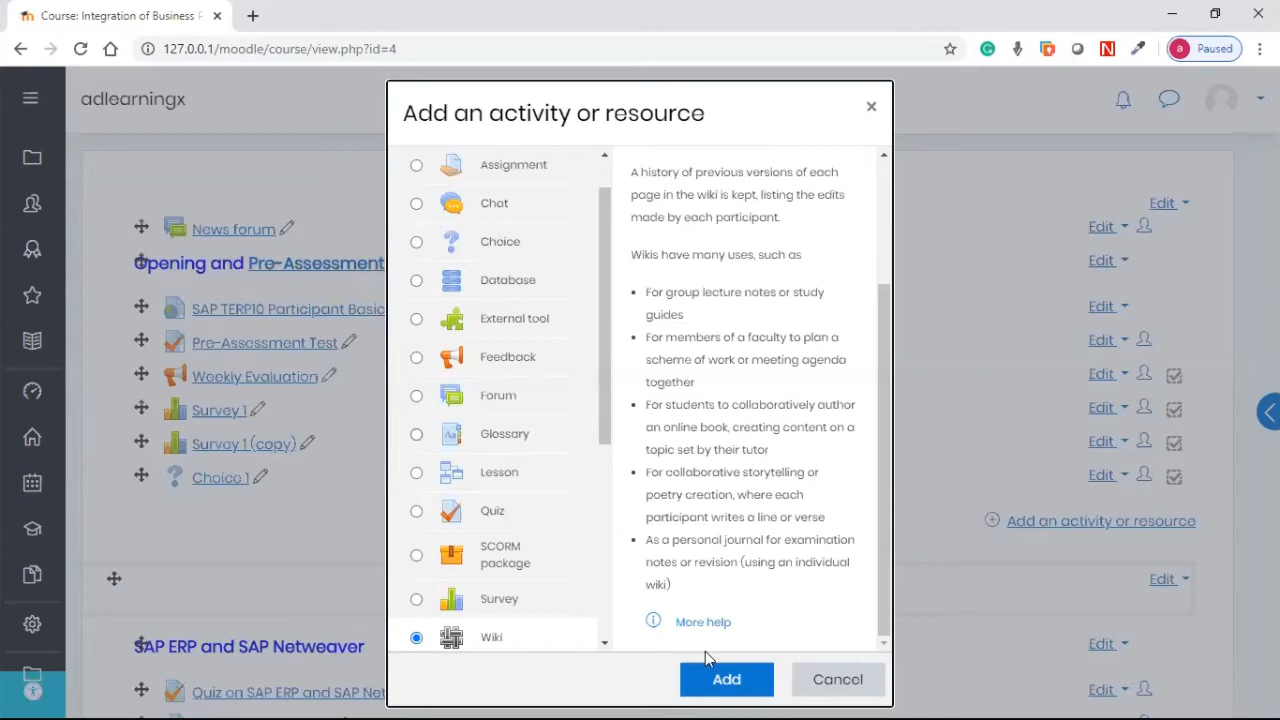 Course: Integration of Business P
127.0.0.1/moodle/course/view.php?id=4
a Paused
adlearningx
Add an activity or resource
News forum
Edit
Edit
Opening and Pre-Assessment
Edit
SAP TERP10 Participant Basic
Edit
Pre-Assessment Test
Edit
Weekly Evaluation
Edit
Survey 1
Edit
Survey 1 (copy)
Edit
Choice 1
Edit
Add an activity or resource
Edit
SAP ERP and SAP Netweaver
Edit
Quiz on SAP ERP and SAP Net
Edit
Assignment
Chat
Choice
Database
External tool
Feedback
Forum
Glossary
Lesson
Quiz
SCORM
package
Survey
Wiki
A history of previous versions of each
page in the wiki is kept, listing the edits
made by each participant.
Wikis have many uses, such as
For group lecture notes or study
guides
For members of a faculty to plan a
scheme of work or meeting agenda
together
For students to collaboratively author
an online book, creating content on a
topic set by their tutor
For collaborative storytelling or
poetry creation, where each
participant writes a line or verse
As a personal journal for examination
notes or revision (using an individual
wiki)
More help
Add
Cancel